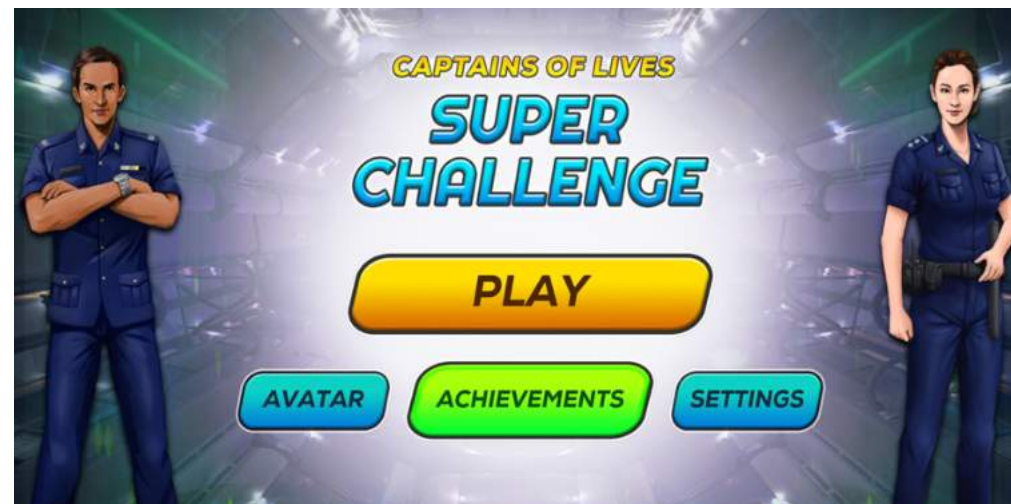 CAPTAINS OF LIVES
SUPER
CHALLENGE
PLAY
AVATAR
ACHIEVEMENTS
SETTINGS